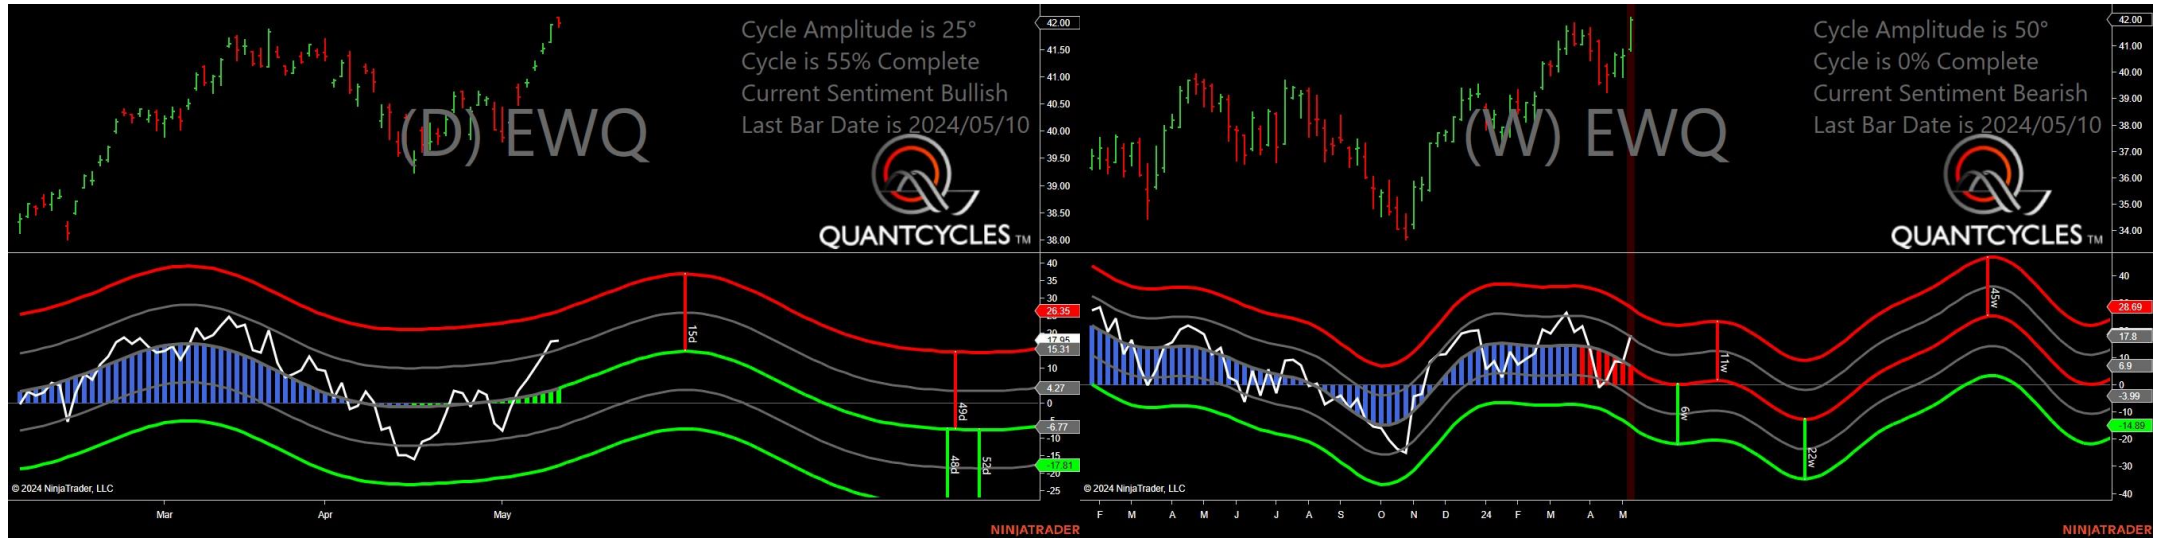 Cycle Amplitude is 25°
Cycle is 55% Complete
Current Sentiment Bullish
Last Bar Date is 2024/05/10
(D) EWQ
QUANTCYCLES TM
42.00
41.50
41.00
40.50
40.00
39.50
39.00
38.50
38.00
40
35
30
26.35
20
17.95
15.31
10
4.27
0
-6.77
-10
-15
-17.81
-20
-25
15d
49d
48d
52d
© 2024 NinjaTrader, LLC
Mar
Apr
May
NINJATRADER
Cycle Amplitude is 50°
Cycle is 0% Complete
Current Sentiment Bearish
Last Bar Date is 2024/05/10
(W) EWQ
QUANTCYCLES TM
42.00
41.00
40.00
39.00
38.00
37.00
36.00
35.00
34.00
40
28.69
17.8
10
6.9
0
-3.99
-10
-14.89
-20
-30
-40
6w
11w
22w
45w
© 2024 NinjaTrader, LLC
F M A M J J A S O N D 24 F M A M
NINJATRADER